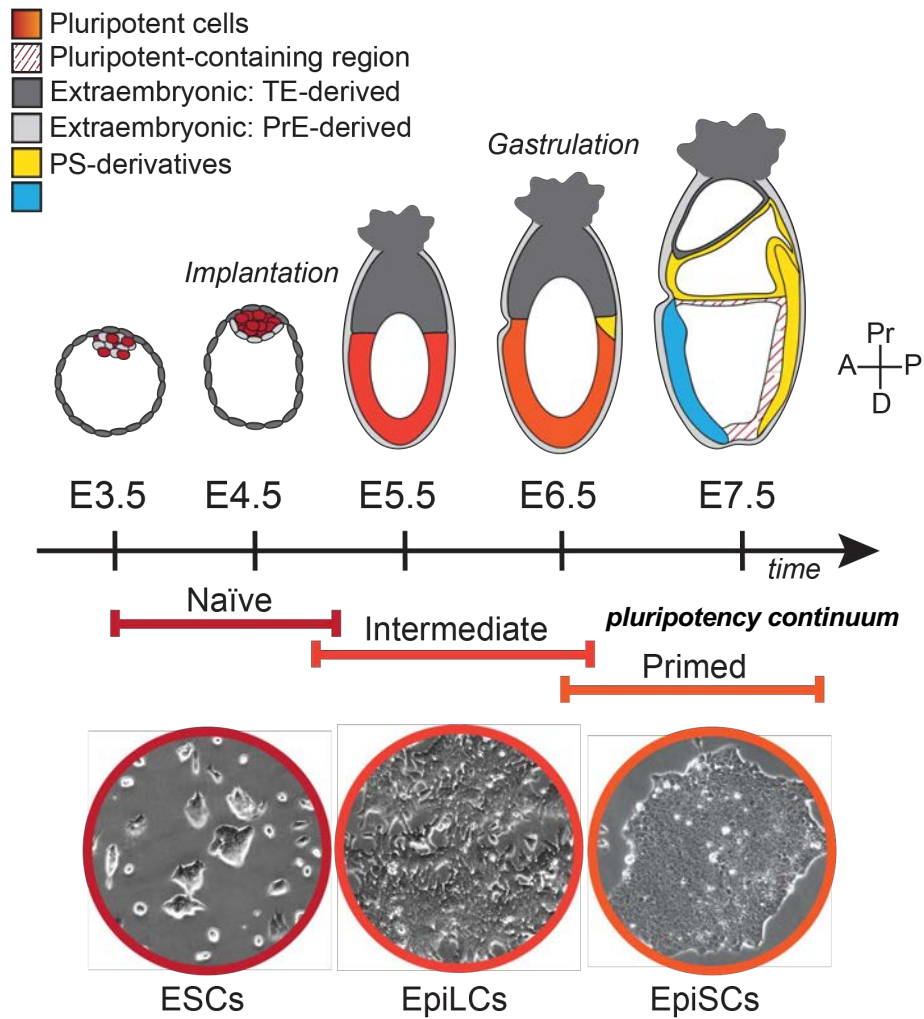 Pluripotent cells
Pluripotent-containing region
Extraembryonic: TE-derived
Extraembryonic: PrE-derived
PS-derivatives
Gastrulation
Implantation
Pr
A
P
D
E3.5
E4.5
E5.5
E6.5
E7.5
time
Naïve
Intermediate
pluripotency continuum
Primed
ESCs
EpiLCs
EpiSCs